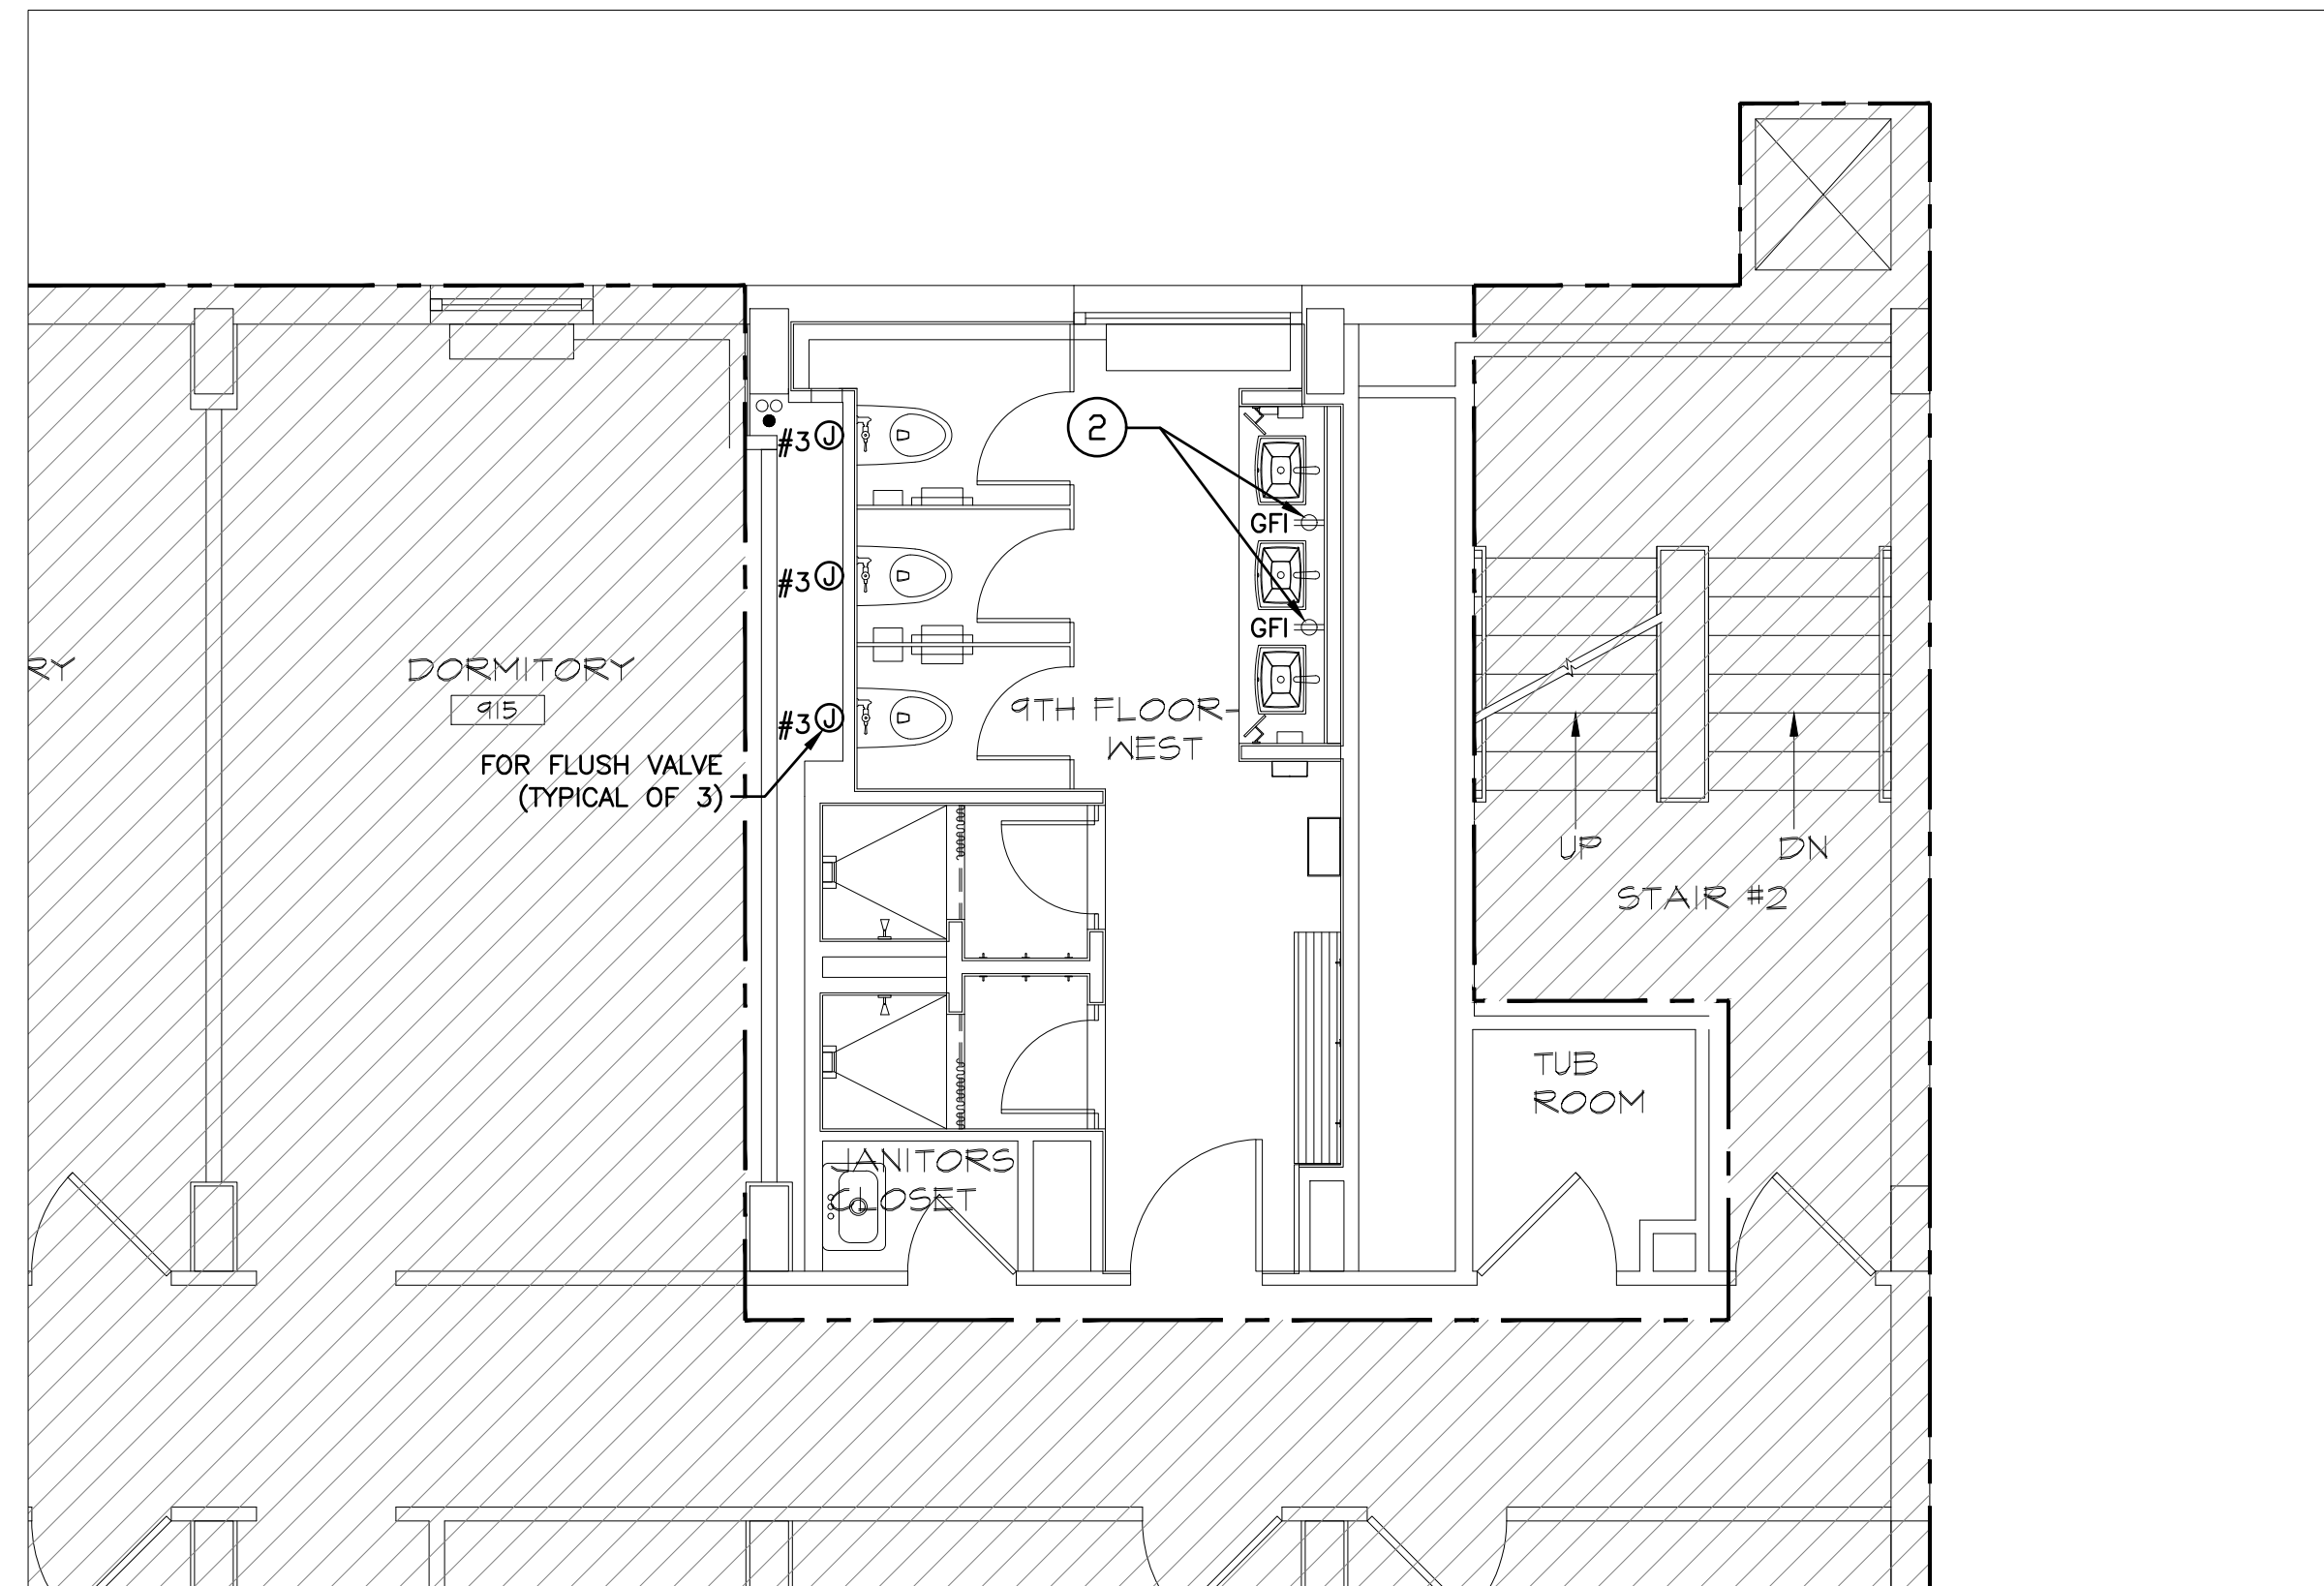 2
#3 J
GFI
#3 J
GFI
RY
DORMITORY
915
#3 J
9TH FLOOR-
WEST
FOR FLUSH VALVE
(TYPICAL OF 3)
UP
DN
STAIR #2
TUB
ROOM
JANITORS
CLOSET